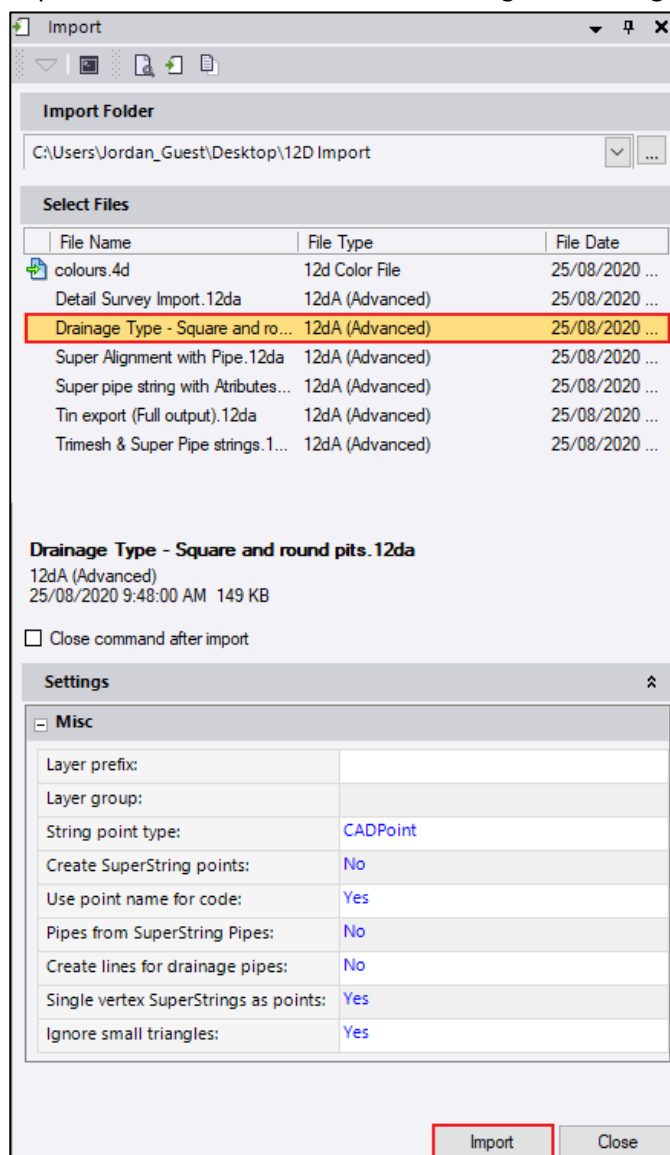 Import
Import Folder
C:\Users\Jordan_Guest\Desktop\12D Import
...
Select Files
File Name File Type File Date
colours.4d 12d Color File 25/08/2020 ...
Detail Survey Import.12da 12dA (Advanced) 25/08/2020 ...
Drainage Type - Square and ro... 12dA (Advanced) 25/08/2020 ...
Super Alignment with Pipe.12da 12dA (Advanced) 25/08/2020 ...
Super pipe string with Atributes... 12dA (Advanced) 25/08/2020 ...
Tin export (Full output).12da 12dA (Advanced) 25/08/2020 ...
Trimesh & Super Pipe strings.1... 12dA (Advanced) 25/08/2020 ...
Drainage Type - Square and round pits.12da
12dA (Advanced)
25/08/2020 9:48:00 AM 149 KB
Close command after import
Settings
Misc
Layer prefix:
Layer group:
String point type: CADPoint
Create SuperString points: No
Use point name for code: Yes
Pipes from SuperString Pipes: No
Create lines for drainage pipes: No
Single vertex SuperStrings as points: Yes
Ignore small triangles: Yes
Import Close